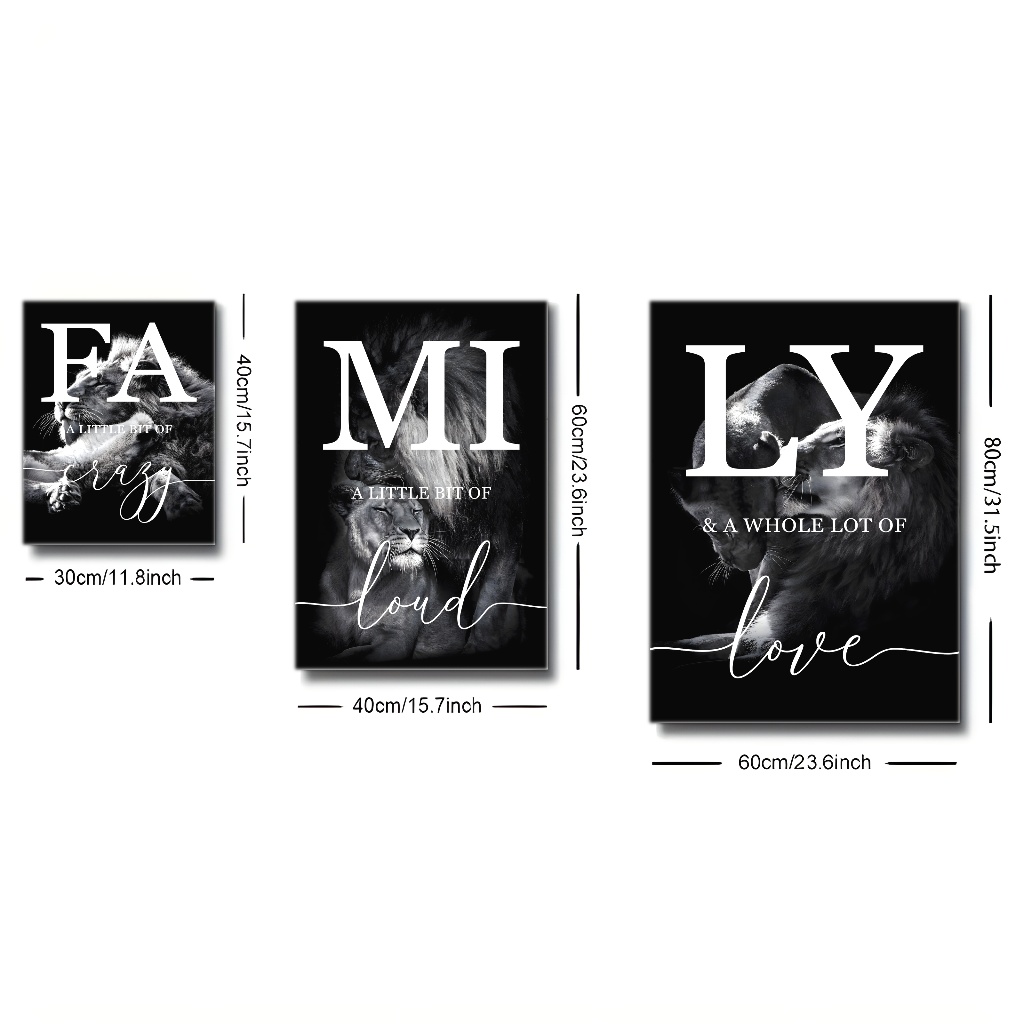 FA
A LITTLE BIT OF
crazy
40cm/15.7inch
30cm/11.8inch
MI
A LITTLE BIT OF
loud
60cm/23.6inch
40cm/15.7inch
LY
& A WHOLE LOT OF
love
80cm/31.5inch
60cm/23.6inch